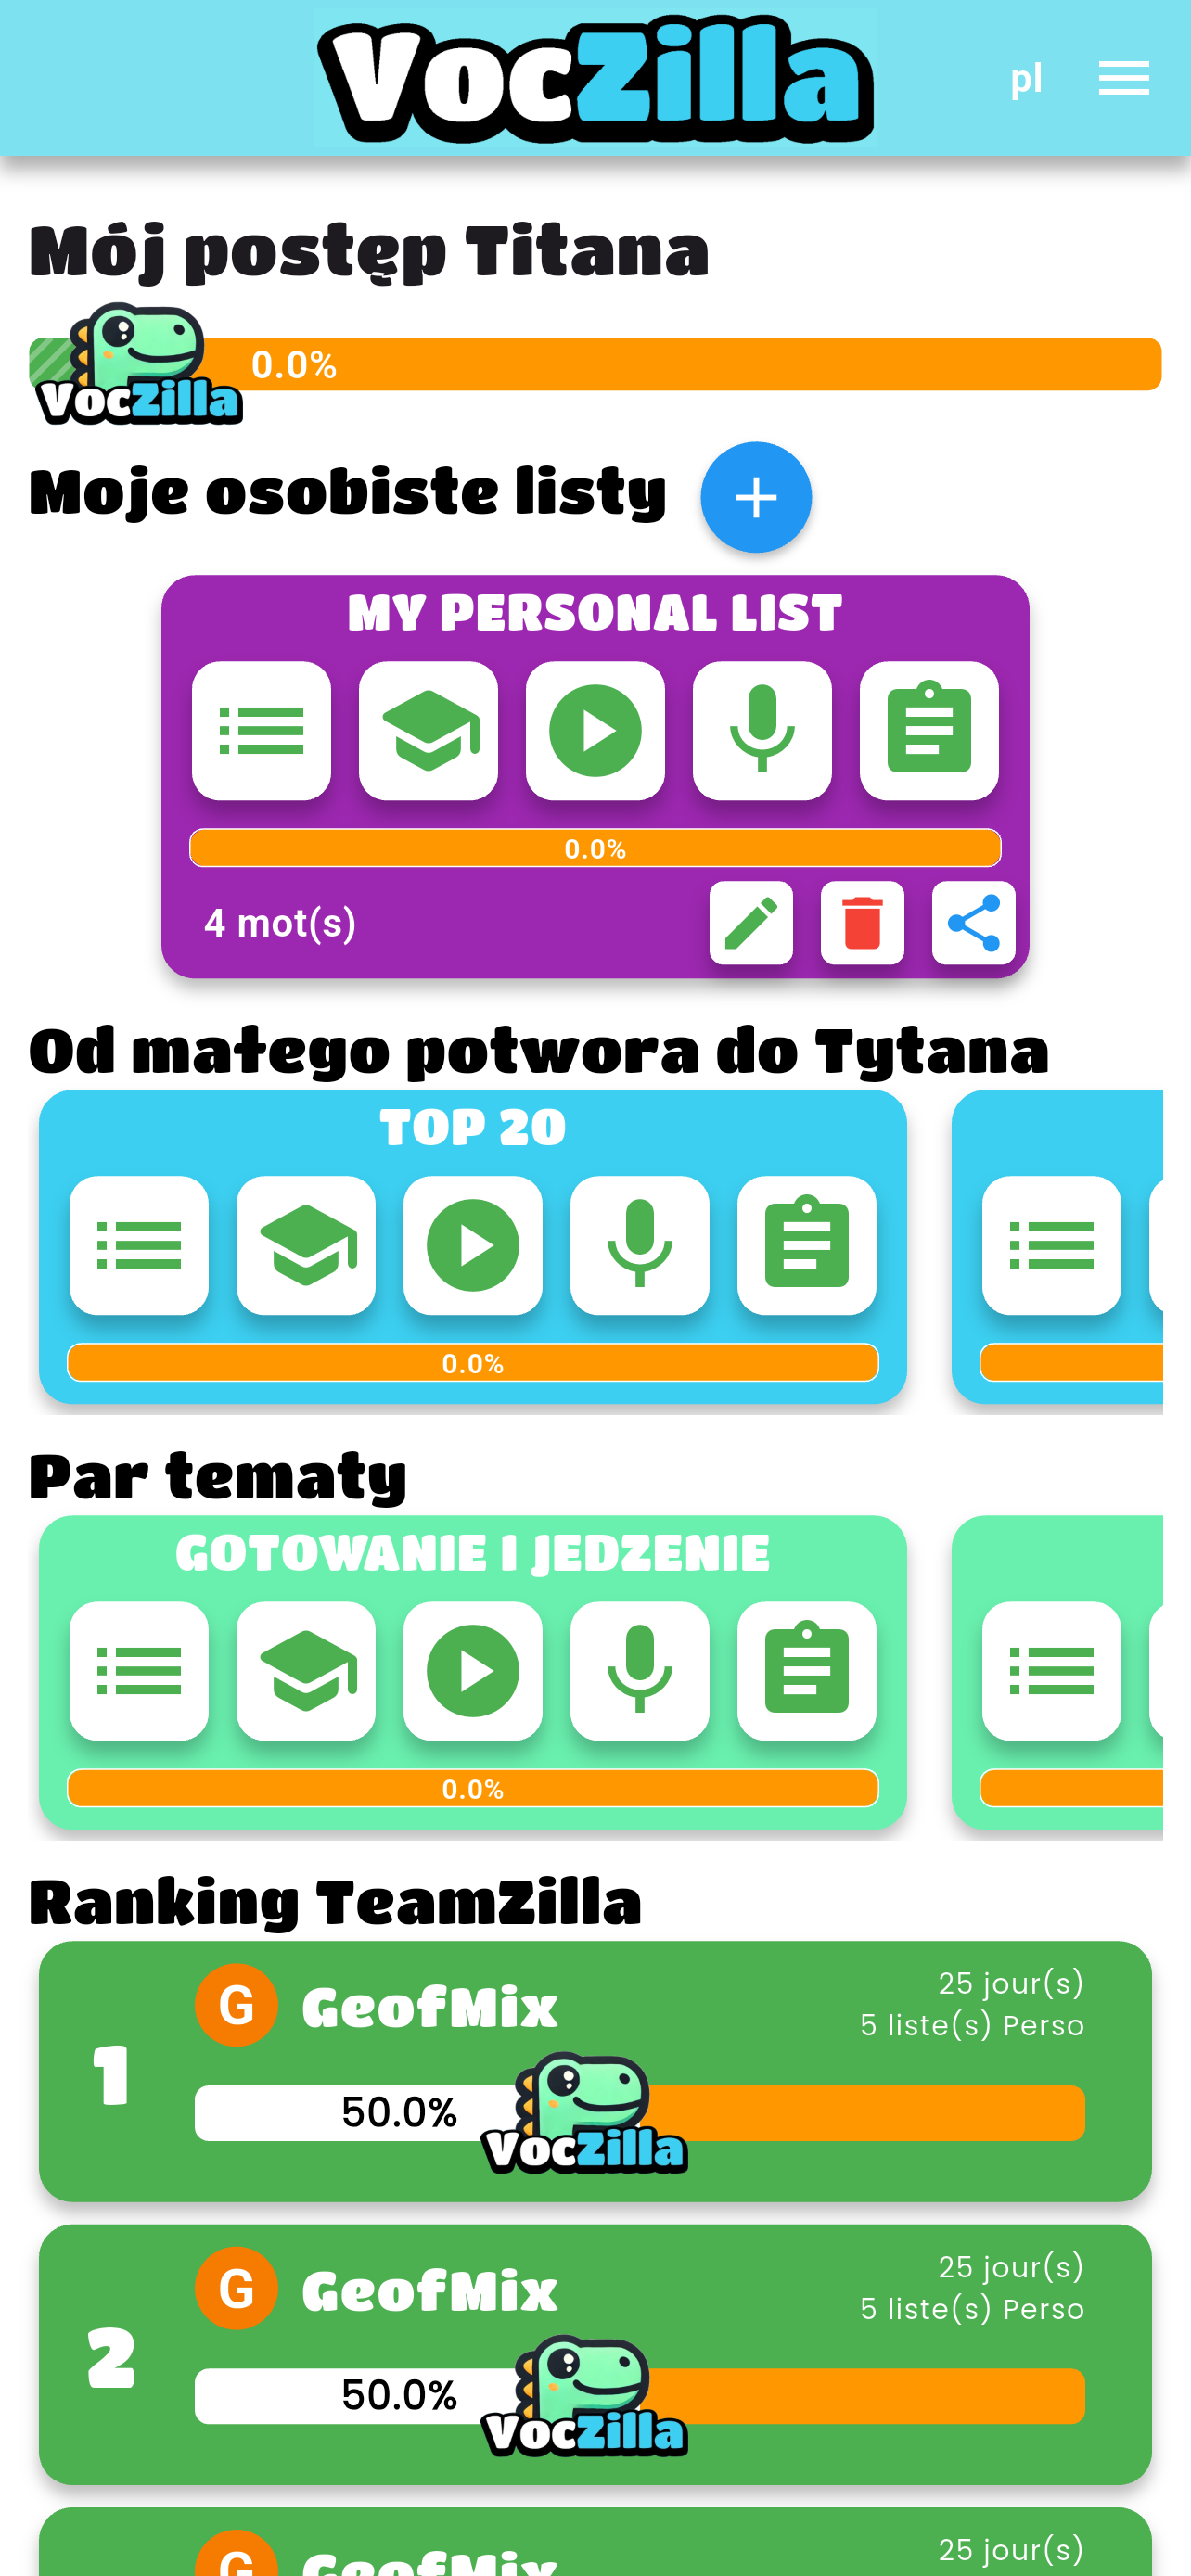 VocZilla
pl
Mój postęp Titana
0.0%
VocZilla
Moje osobiste listy
MY PERSONAL LIST
0.0%
4 mot(s)
Od małego potwora do Tytana
TOP 20
0.0%
Par tematy
GOTOWANIE I JEDZENIE
0.0%
Ranking TeamZilla
1
G
GeofMix
25 jour(s)
5 liste(s) Perso
50.0%
VocZilla
2
G
GeofMix
25 jour(s)
5 liste(s) Perso
50.0%
VocZilla
G
GeofMix
25 jour(s)